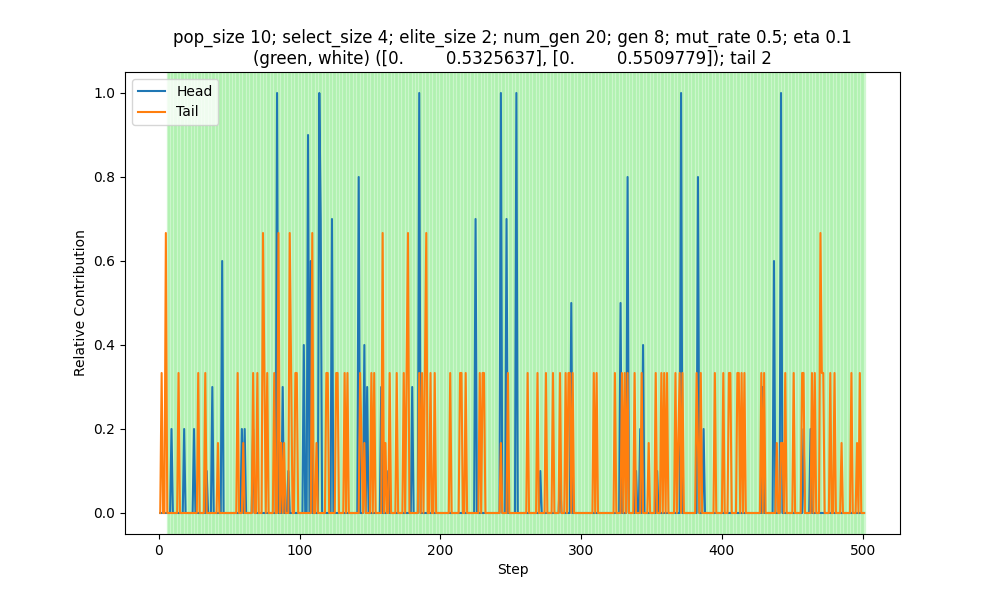 pop_size 10; select_size 4; elite_size 2; num_gen 20; gen 8; mut_rate 0.5; eta 0.1
(green, white) ([0. 0.5325637], [0. 0.5509779]); tail 2
Head
Tail
1.0
0.8
0.6
0.4
0.2
0.0
Relative Contribution
0 100 200 300 400 500
Step